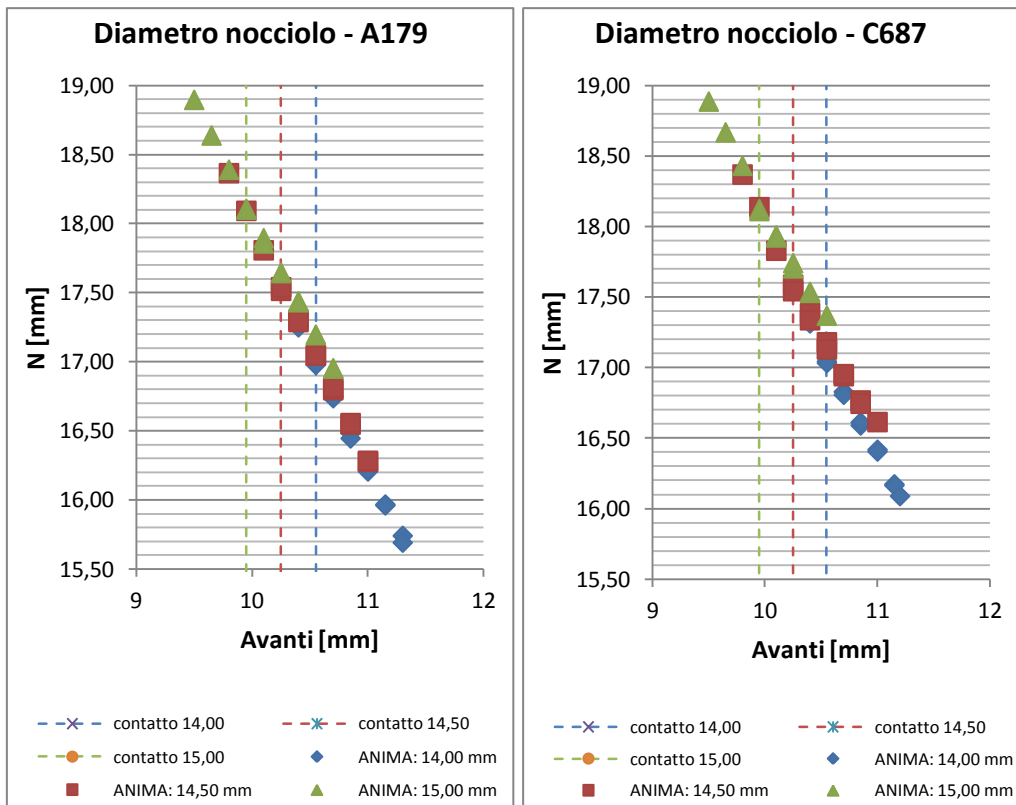 Diametro nocciolo - A179
19,00
18,50
18,00
17,50
17,00
16,50
16,00
15,50
N [mm]
9 10 11 12
Avanti [mm]
contatto 14,00
contatto 14,50
contatto 15,00
ANIMA: 14,00 mm
ANIMA: 14,50 mm
ANIMA: 15,00 mm
Diametro nocciolo - C687
19,00
18,50
18,00
17,50
17,00
16,50
16,00
15,50
N [mm]
9 10 11 12
Avanti [mm]
contatto 14,00
contatto 14,50
contatto 15,00
ANIMA: 14,00 mm
ANIMA: 14,50 mm
ANIMA: 15,00 mm